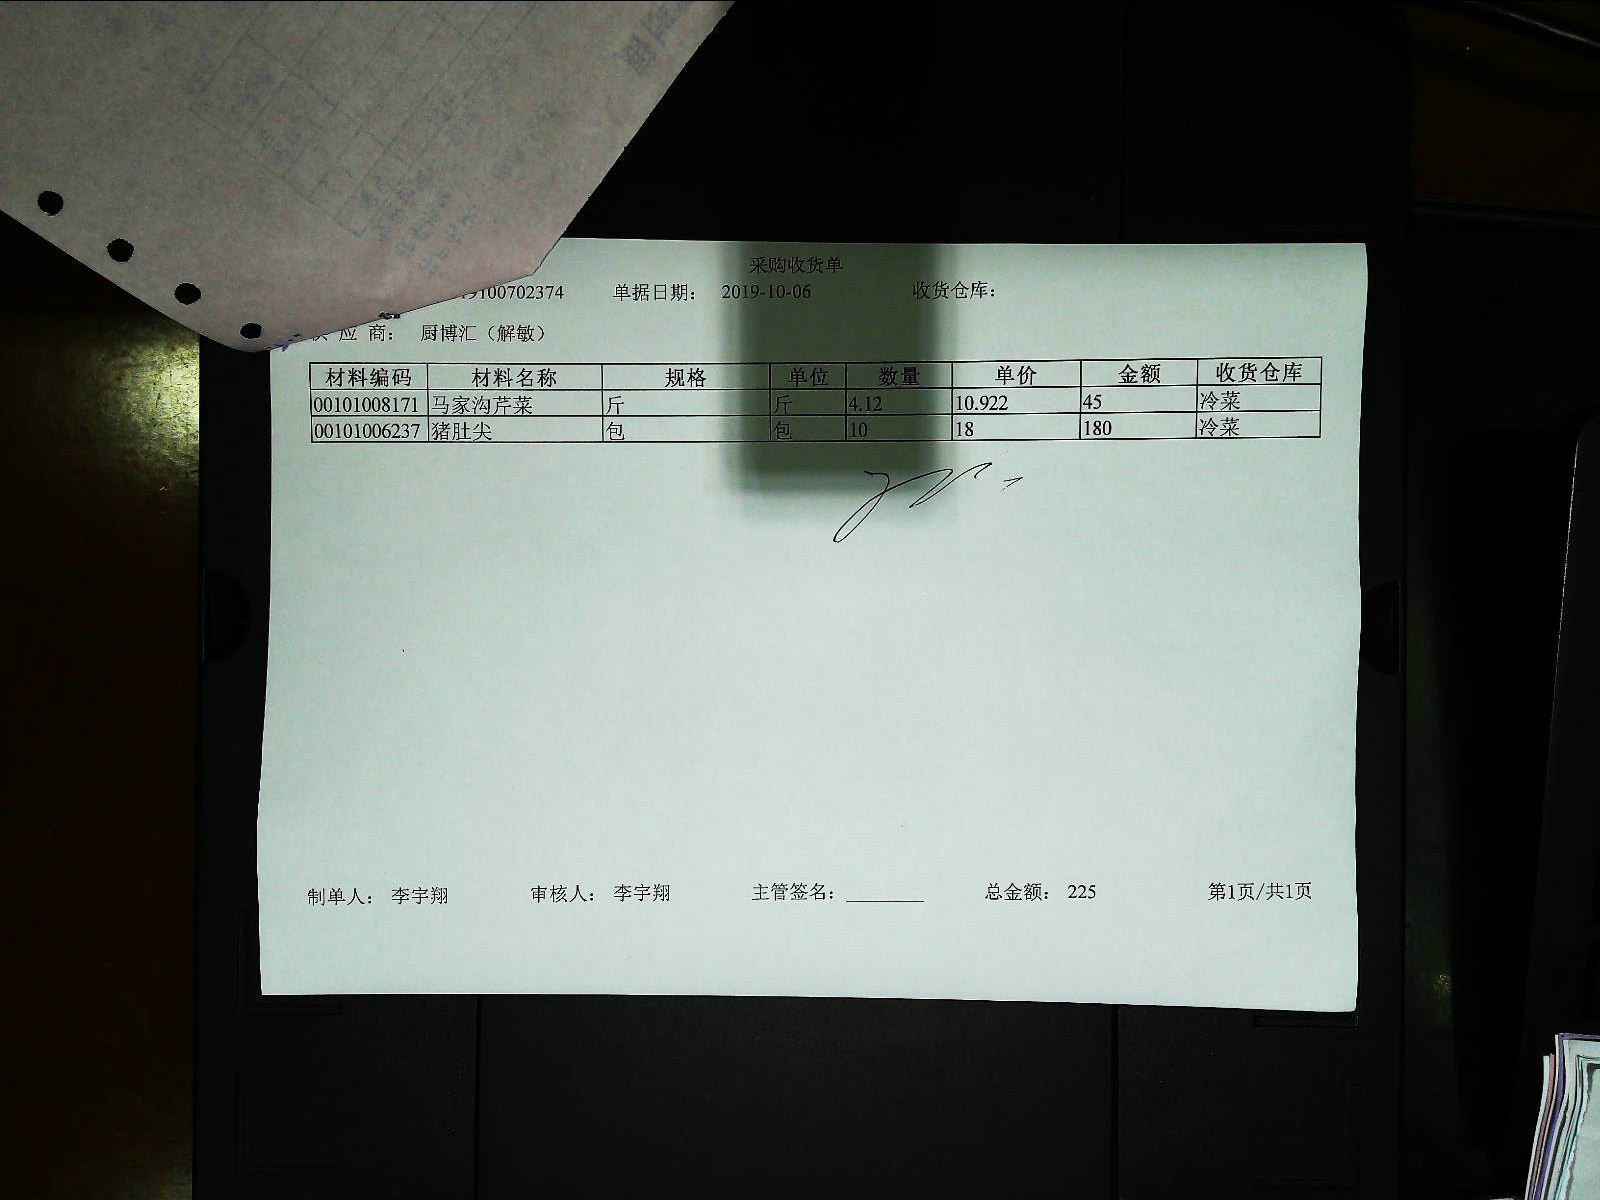 采购收货单
9100702374 单据日期： 2019-10-06 收货仓库：
应 商： 厨博汇（解敏）
材料编码 材料名称 规格 单位 数量 单价 金额 收货仓库
00101008171 马家沟芹菜 斤 斤 4.12 10.922 45 冷菜
00101006237 猪肚尖 包 包 10 18 180 冷菜
制单人： 李宇翔 审核人： 李宇翔 主管签名：________ 总金额： 225 第1页/共1页